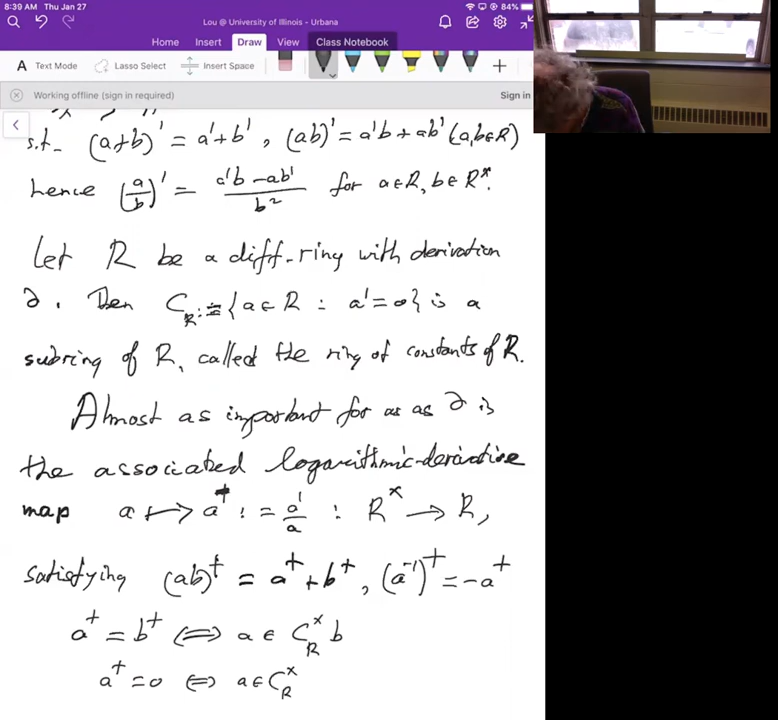 8:39 AM Thu Jan 27
84%
Lou @ University of Illinois - Urbana
Home Insert Draw View Class Notebook
A Text Mode Lasso Select Insert Space
Working offline (sign in required) Sign in
s.t. (a+b)' = a'+b' , (ab)' = a'b + ab' (a,b∈R)
hence (a/b)' = (a'b - ab')/b² for a∈R, b∈R^×.
Let R be a diff. ring with derivation
∂. Then C_R := {a∈R : a' = 0} is a
subring of R, called the ring of constants of R.
Almost as important for us as ∂ is
the associated logarithmic-derivative
map a ↦ a^† := a'/a : R^× → R,
satisfying (ab)^† = a^† + b^†, (a^-1)^† = -a^†
a^† = b^† ⟺ a ∈ C_R^× b
a^† = 0 ⟺ a ∈ C_R^×